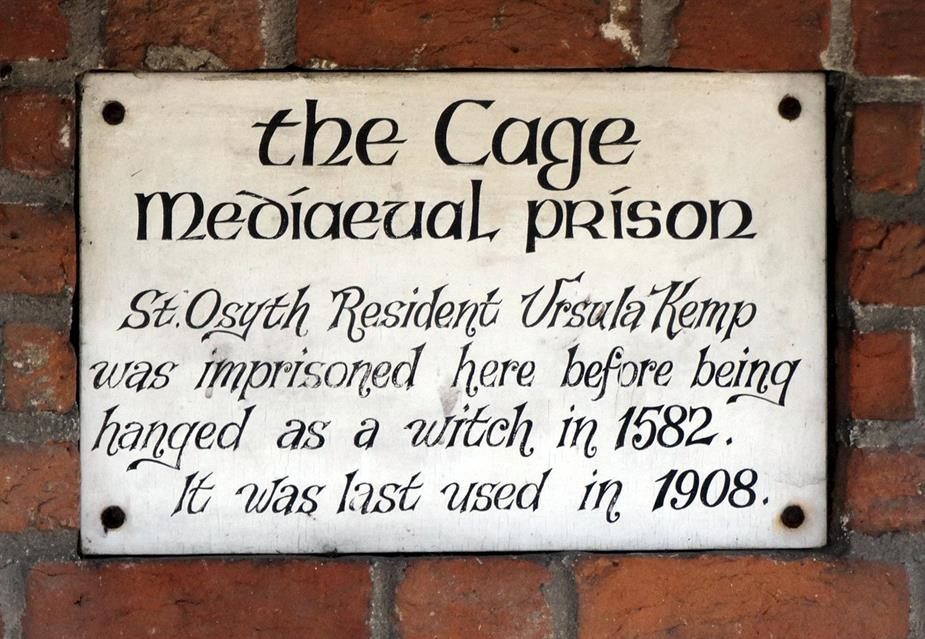 the Cage
Mediaeval prison
St. Osyth Resident Ursula Kemp
was imprisoned here before being
hanged as a witch in 1582.
It was last used in 1908.